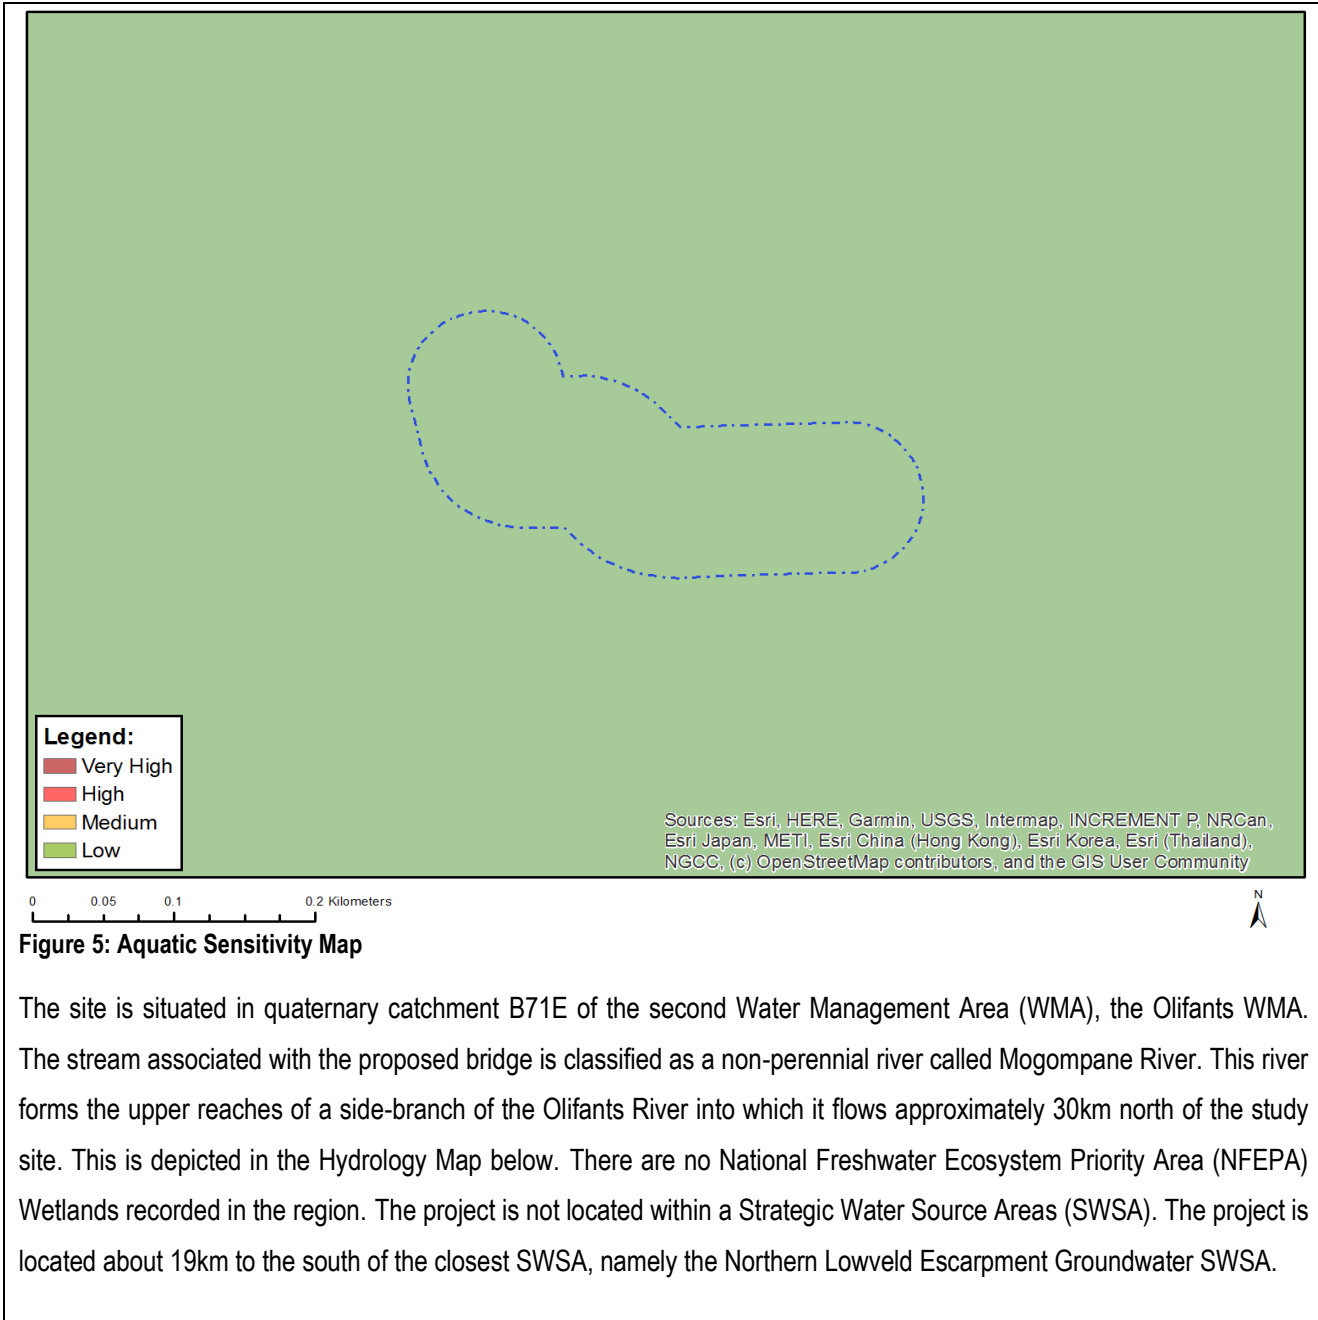 Legend:
Very High
High
Medium
Low
Sources: Esri, HERE, Garmin, USGS, Intermap, INCREMENT P, NRCan,
Esri Japan, METI, Esri China (Hong Kong), Esri Korea, Esri (Thailand),
NGCC, (c) OpenStreetMap contributors, and the GIS User Community
0 0.05 0.1 0.2 Kilometers
N
Figure 5: Aquatic Sensitivity Map
The site is situated in quaternary catchment B71E of the second Water Management Area (WMA), the Olifants WMA.
The stream associated with the proposed bridge is classified as a non-perennial river called Mogompane River. This river
forms the upper reaches of a side-branch of the Olifants River into which it flows approximately 30km north of the study
site. This is depicted in the Hydrology Map below. There are no National Freshwater Ecosystem Priority Area (NFEPA)
Wetlands recorded in the region. The project is not located within a Strategic Water Source Areas (SWSA). The project is
located about 19km to the south of the closest SWSA, namely the Northern Lowveld Escarpment Groundwater SWSA.